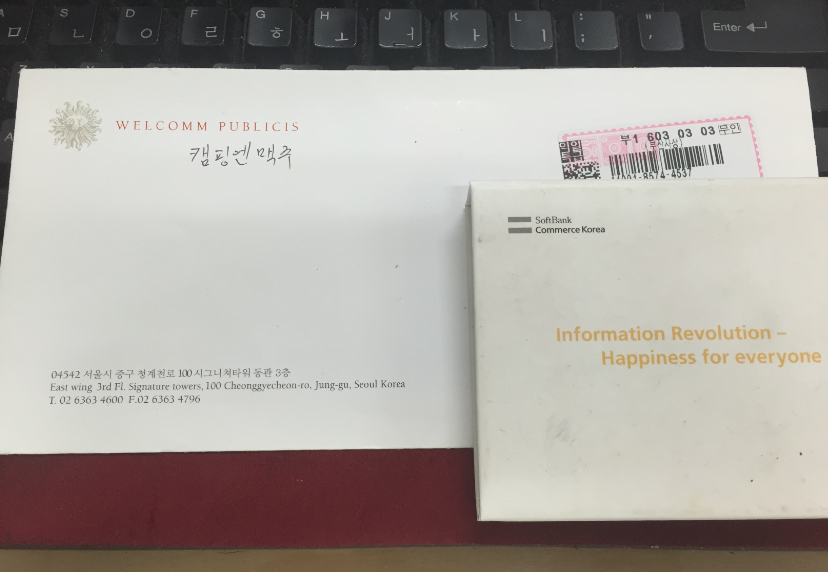 A S D F G H J K L ; : " '
ㅁ ㄴ ㅇ ㄹ ㅎ ㅗ ㅓ ㅏ ㅣ
Enter
WELCOMM PUBLICIS
캠핑엔 맥주
부1 603 03 03 무인
SoftBank
Commerce Korea
Information Revolution –
Happiness for everyone
04542 서울시 중구 청계천로 100 시그니쳐타워 동관 3층
East wing 3rd Fl. Signature towers, 100 Cheonggyecheon-ro, Jung-gu, Seoul Korea
T. 02 6363 4600 F.02 6363 4796